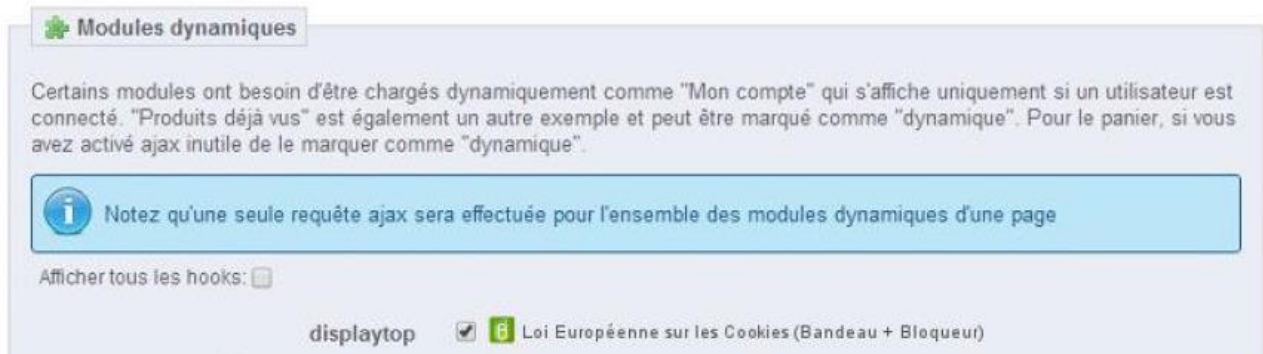 Modules dynamiques
Certains modules ont besoin d'être chargés dynamiquement comme "Mon compte" qui s'affiche uniquement si un utilisateur est
connecté. "Produits déjà vus" est également un autre exemple et peut être marqué comme "dynamique". Pour le panier, si vous
avez activé ajax inutile de le marquer comme "dynamique".
Notez qu'une seule requête ajax sera effectuée pour l'ensemble des modules dynamiques d'une page
Afficher tous les hooks:
displaytop Loi Européenne sur les Cookies (Bandeau + Bloqueur)